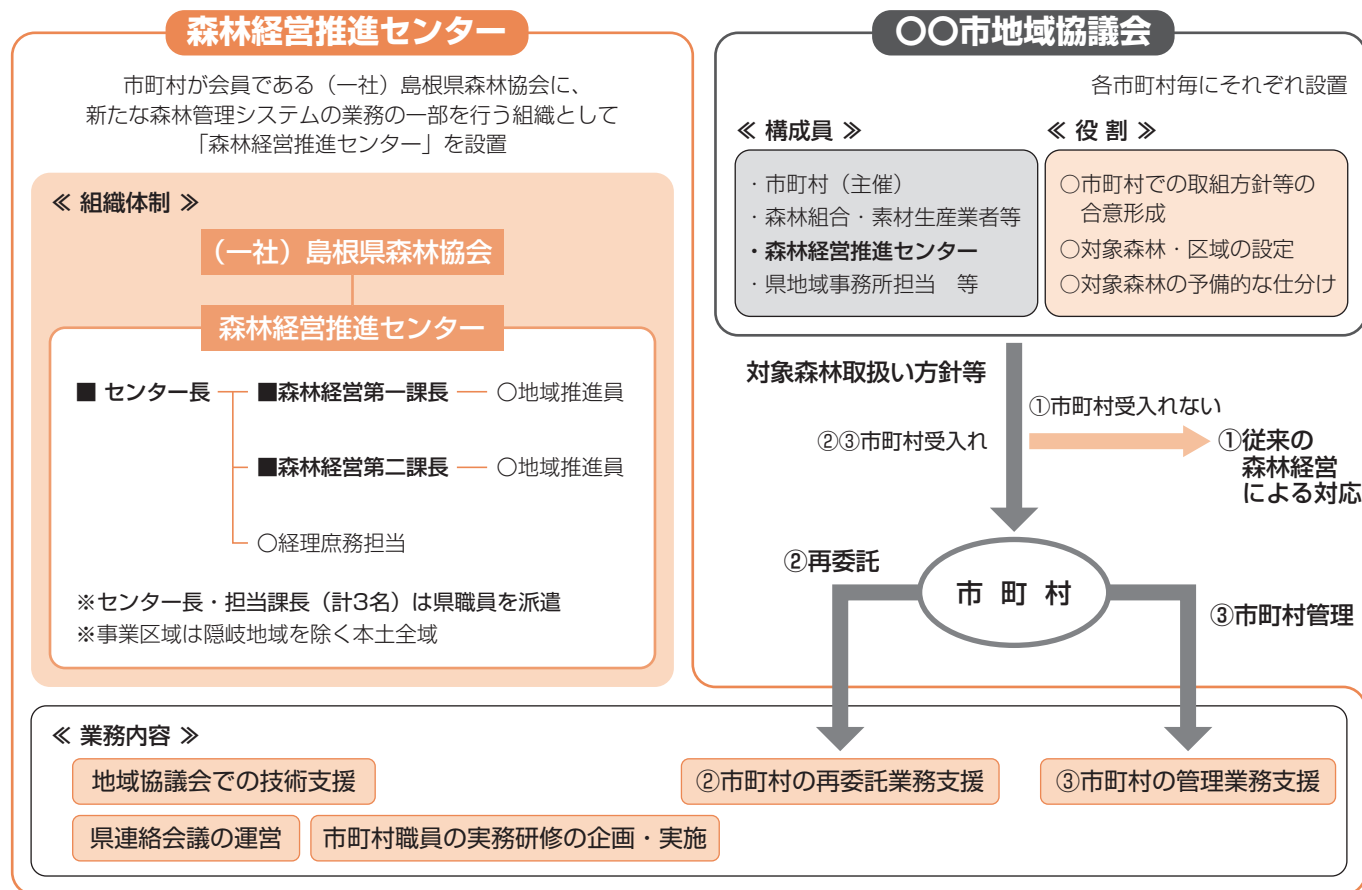 森林経営推進センター
市町村が会員である（一社）島根県森林協会に、
新たな森林管理システムの業務の一部を行う組織として
「森林経営推進センター」を設置
≪ 組織体制 ≫
（一社）島根県森林協会
森林経営推進センター
■ センター長
■森林経営第一課長
○地域推進員
■森林経営第二課長
○地域推進員
○経理庶務担当
※センター長・担当課長（計3名）は県職員を派遣
※事業区域は隠岐地域を除く本土全域
〇〇市地域協議会
各市町村毎にそれぞれ設置
≪ 構成員 ≫
・市町村（主催）
・森林組合・素材生産業者等
・森林経営推進センター
・県地域事務所担当　等
≪ 役 割 ≫
○市町村での取組方針等の
合意形成
○対象森林・区域の設定
○対象森林の予備的な仕分け
対象森林取扱い方針等
①市町村受入れない
②③市町村受入れ
①従来の
森林経営
による対応
②再委託
市 町 村
③市町村管理
≪ 業務内容 ≫
地域協議会での技術支援
②市町村の再委託業務支援
③市町村の管理業務支援
県連絡会議の運営
市町村職員の実務研修の企画・実施